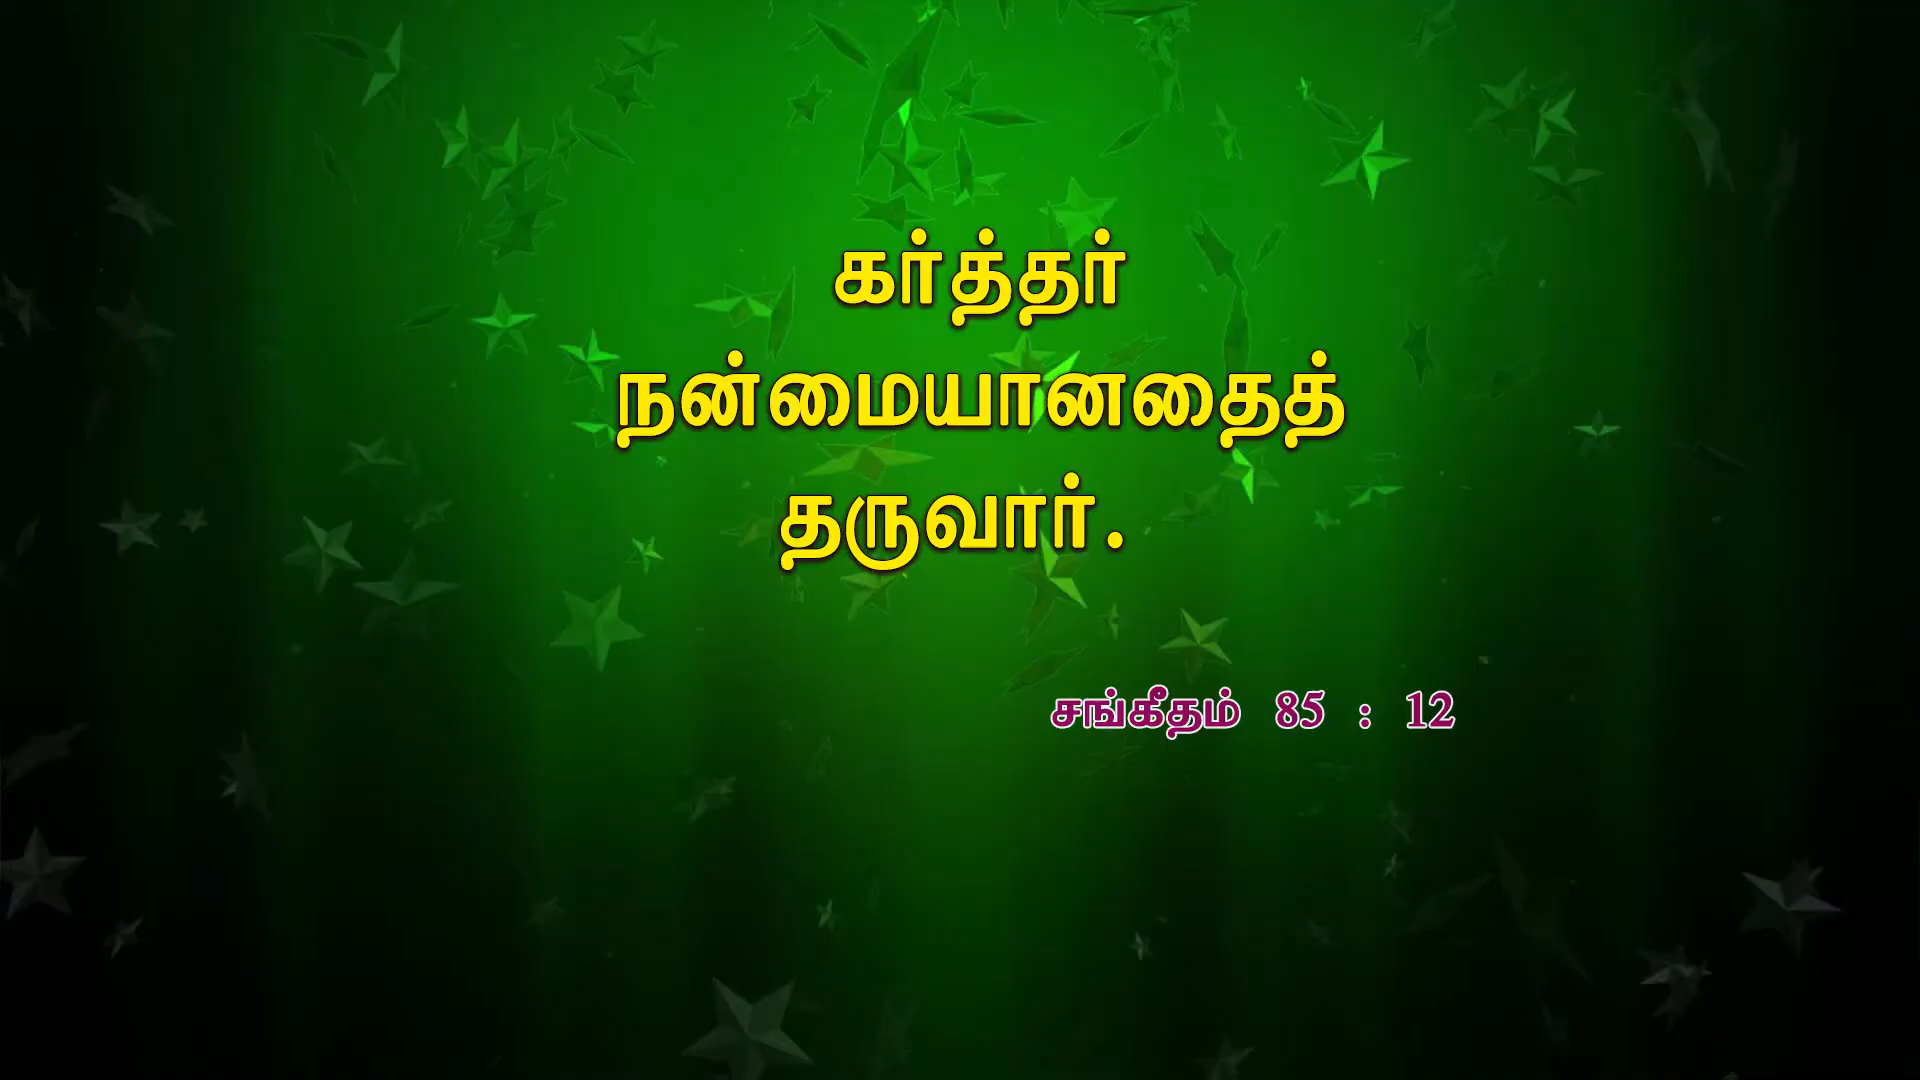 கர்த்தர்
நன்மையானதைத்
தருவார்.
சங்கீதம் 85 : 12